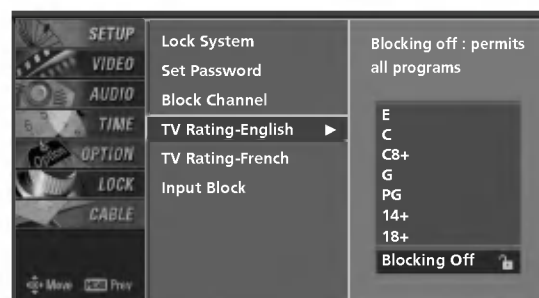 SETUP
VIDEO
AUDIO
TIME
OPTION
LOCK
CABLE
Move Prev
Lock System
Set Password
Block Channel
TV Rating-English
TV Rating-French
Input Block
Blocking off : permits
all programs
E
C
C8+
G
PG
14+
18+
Blocking Off